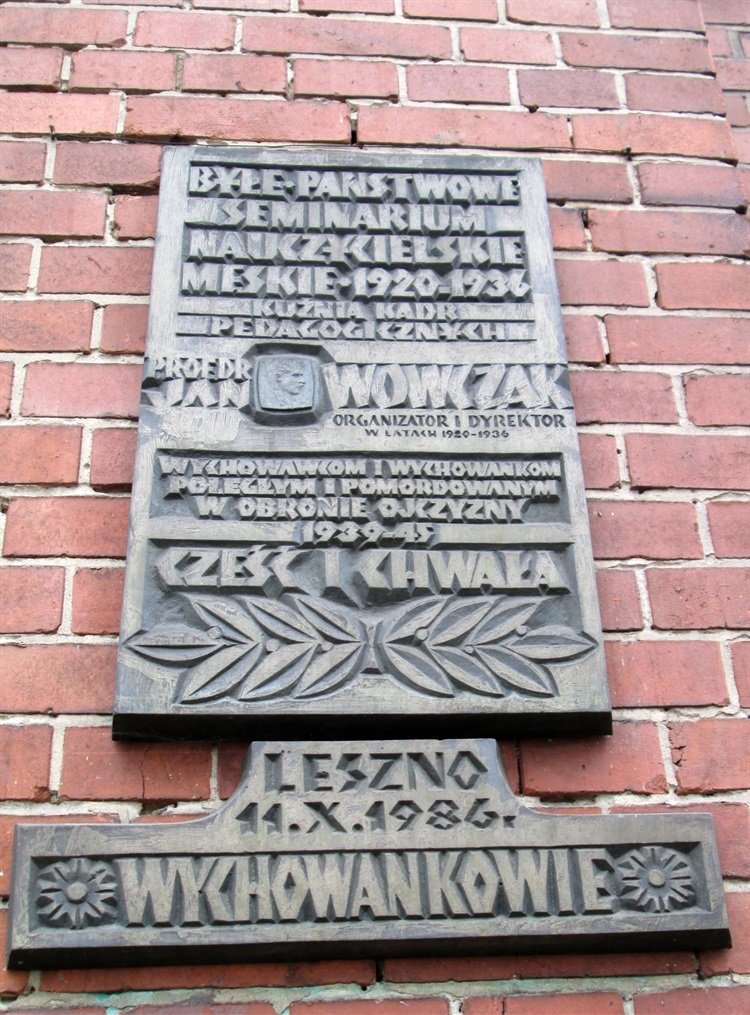 BYŁE·PAŃSTWOWE
SEMINARIUM
NAUCZYCIELSKIE
MĘSKIE·1920-1936
KUŹNIA KADR
PEDAGOGICZNYCH
PROF.DR
JAN WOWCZAK
ORGANIZATOR I DYREKTOR
W LATACH 1920-1936
WYCHOWAWCOM I WYCHOWANKOM
POLEGŁYM I POMORDOWANYM
W OBRONIE OJCZYZNY
1939-45
CZEŚĆ I CHWAŁA
LESZNO
11.X.1986r.
WYCHOWANKOWIE